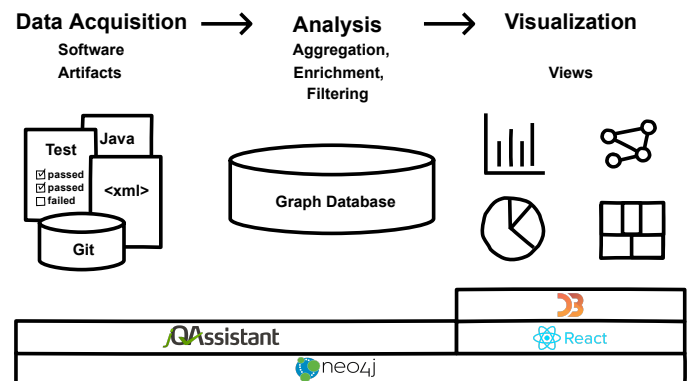 Data Acquisition
Analysis
Visualization
Software
Artifacts
Aggregation,
Enrichment,
Filtering
Views
Test
passed
passed
failed
Java
<xml>
Git
Graph Database
D3
jQAssistant
React
neo4j